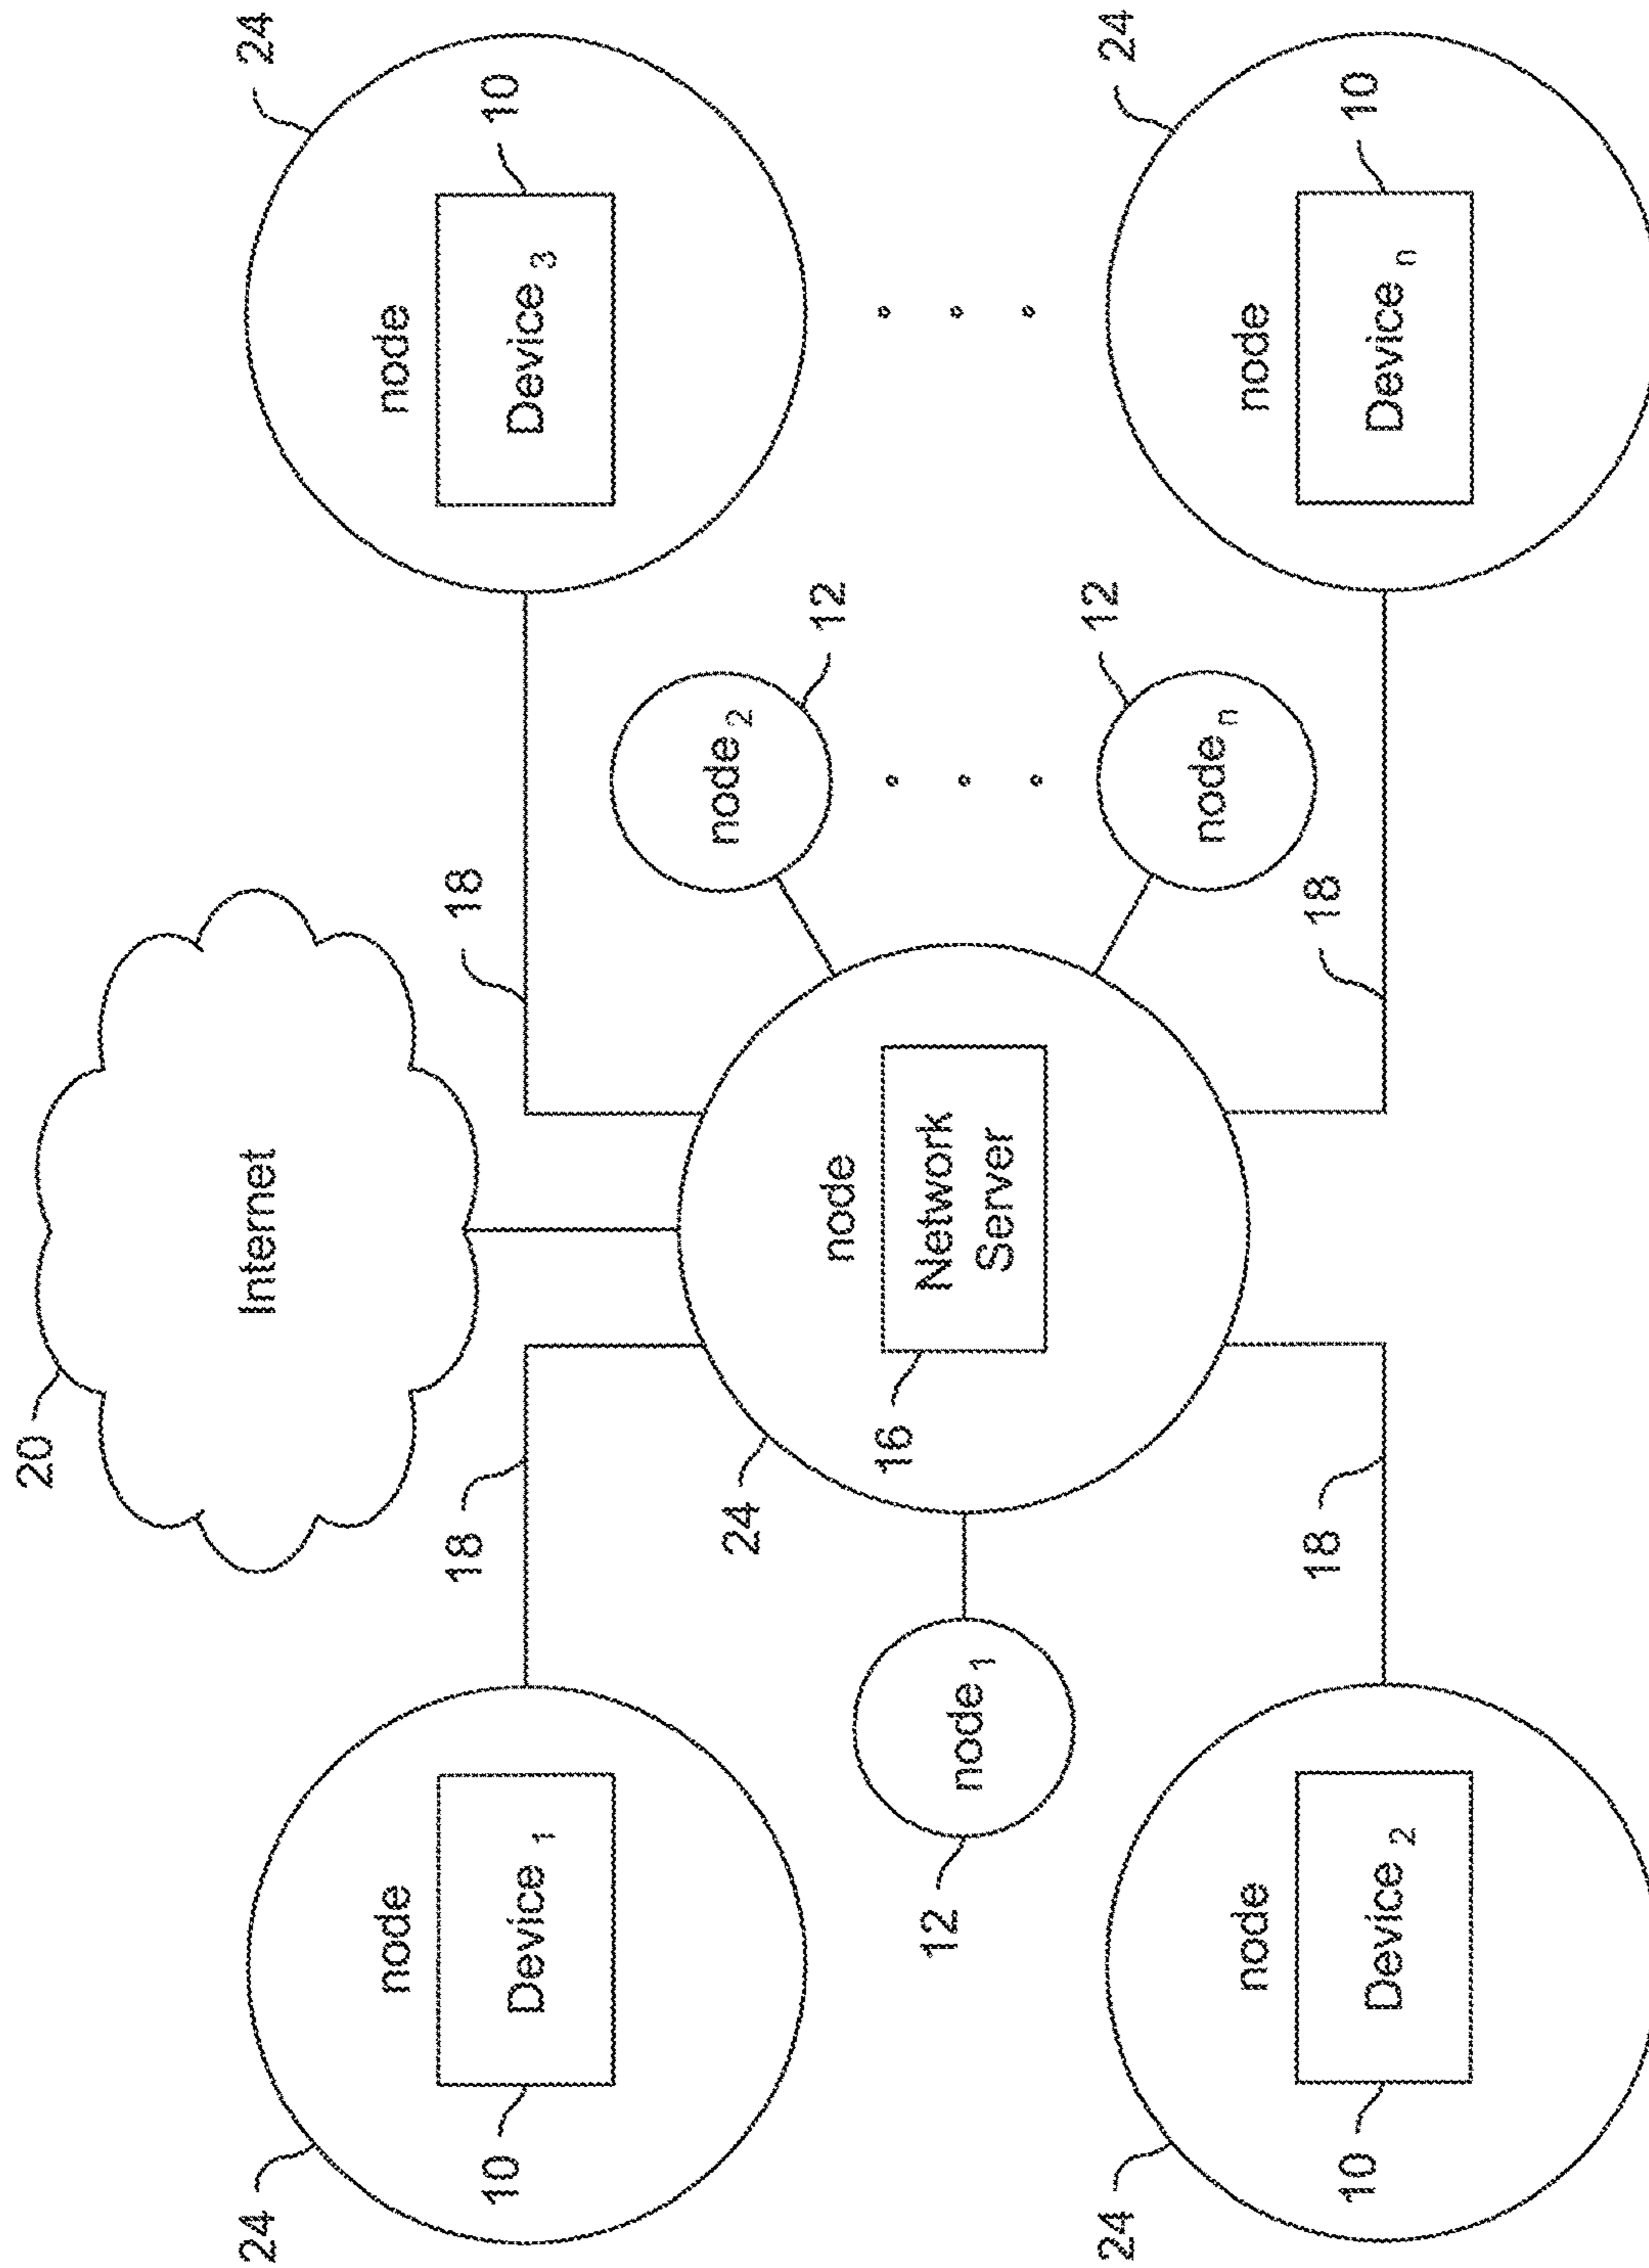 20
24
Internet
24
node
node
18
18
10
Device 1
Device 3
10
24
node 2
12
node
16
Network
Server
12
node 1
12
24
24
node n
node
node
18
18
10
Device 2
Device n
10